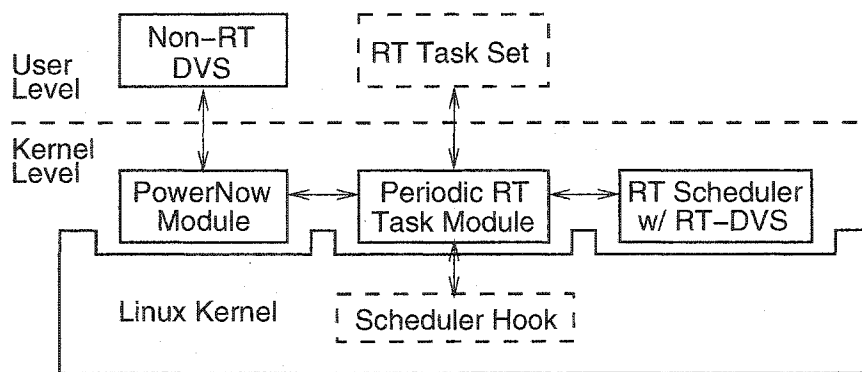 Non–RT
DVS
RT Task Set
User
Level
Kernel
Level
PowerNow
Module
Periodic RT
Task Module
RT Scheduler
w/ RT–DVS
Linux Kernel
Scheduler Hook